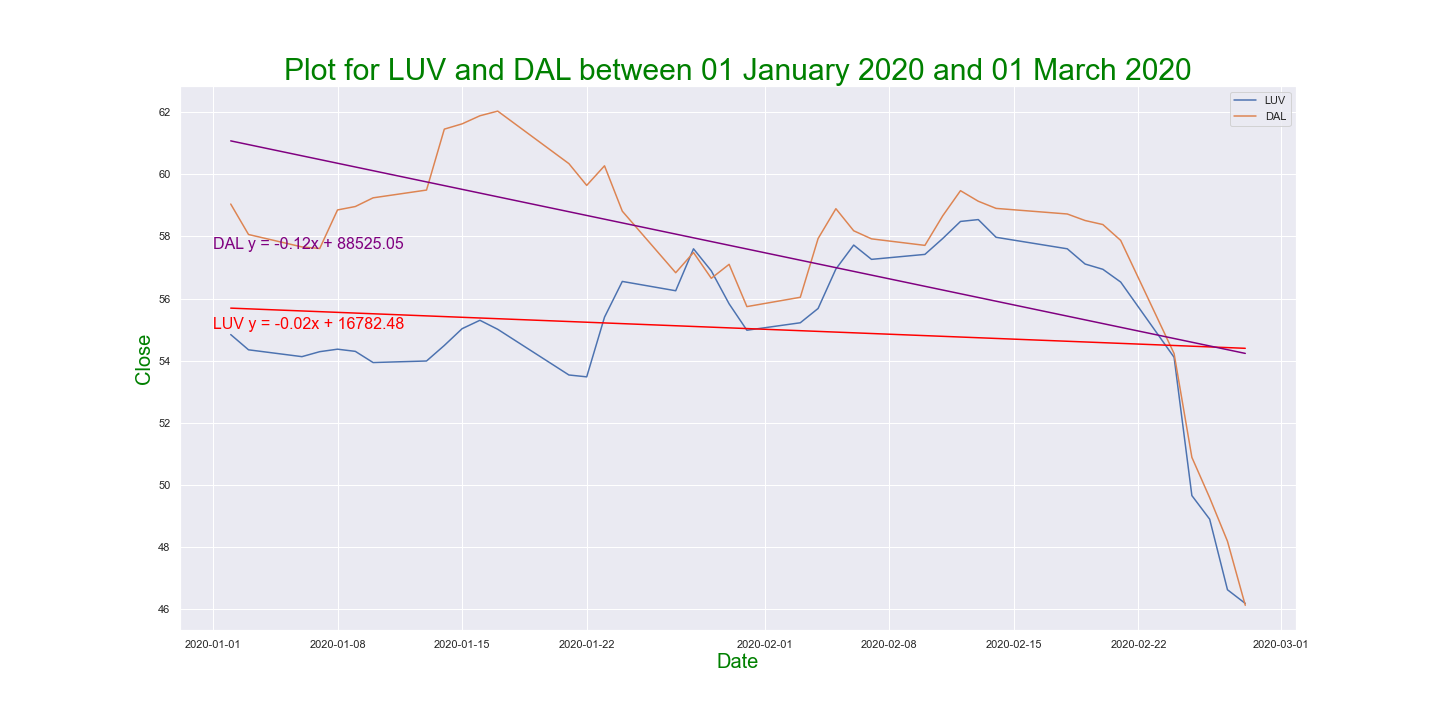 Plot for LUV and DAL between 01 January 2020 and 01 March 2020
LUV
DAL
62
60
58
56
54
52
50
48
46
Close
DAL y = -0.12x + 88525.05
LUV y = -0.02x + 16782.48
2020-01-01 2020-01-08 2020-01-15 2020-01-22 2020-02-01 2020-02-08 2020-02-15 2020-02-22 2020-03-01
Date